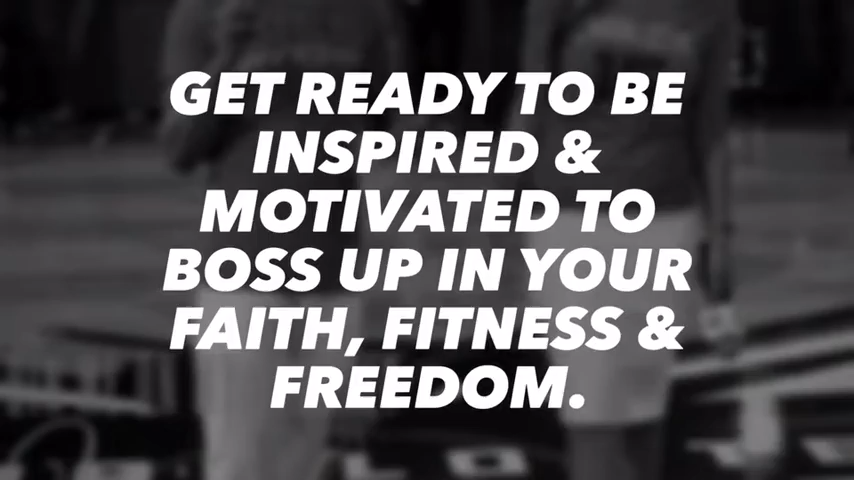 GET READY TO BE
INSPIRED &
MOTIVATED TO
BOSS UP IN YOUR
FAITH, FITNESS &
FREEDOM.